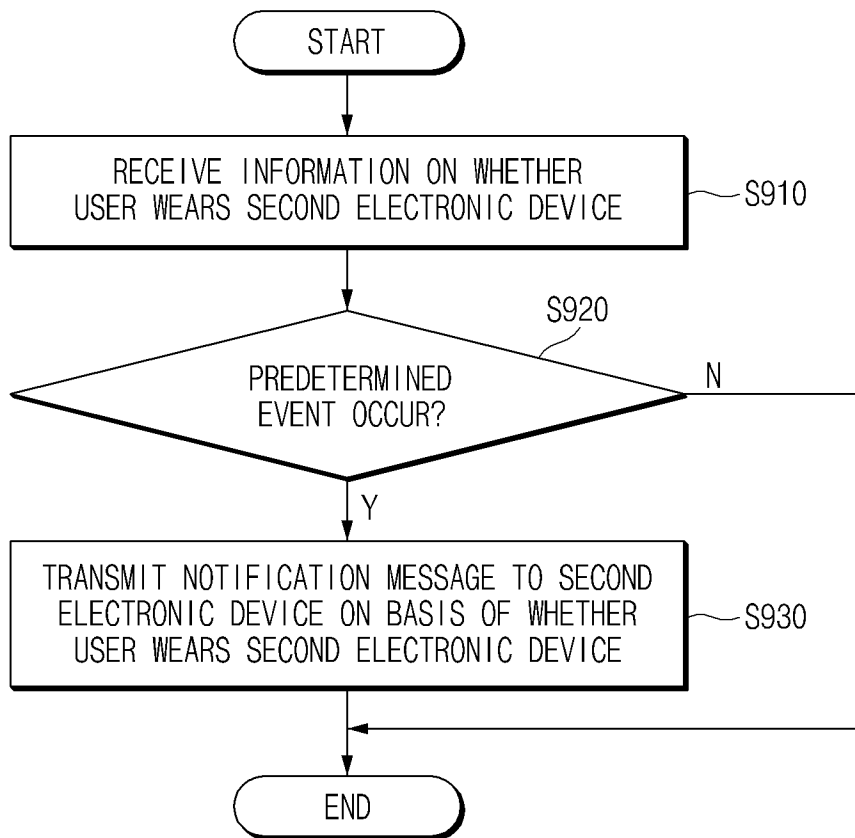 START
RECEIVE INFORMATION ON WHETHER
USER WEARS SECOND ELECTRONIC DEVICE
S910
S920
PREDETERMINED
EVENT OCCUR?
N
Y
TRANSMIT NOTIFICATION MESSAGE TO SECOND
ELECTRONIC DEVICE ON BASIS OF WHETHER
USER WEARS SECOND ELECTRONIC DEVICE
S930
END